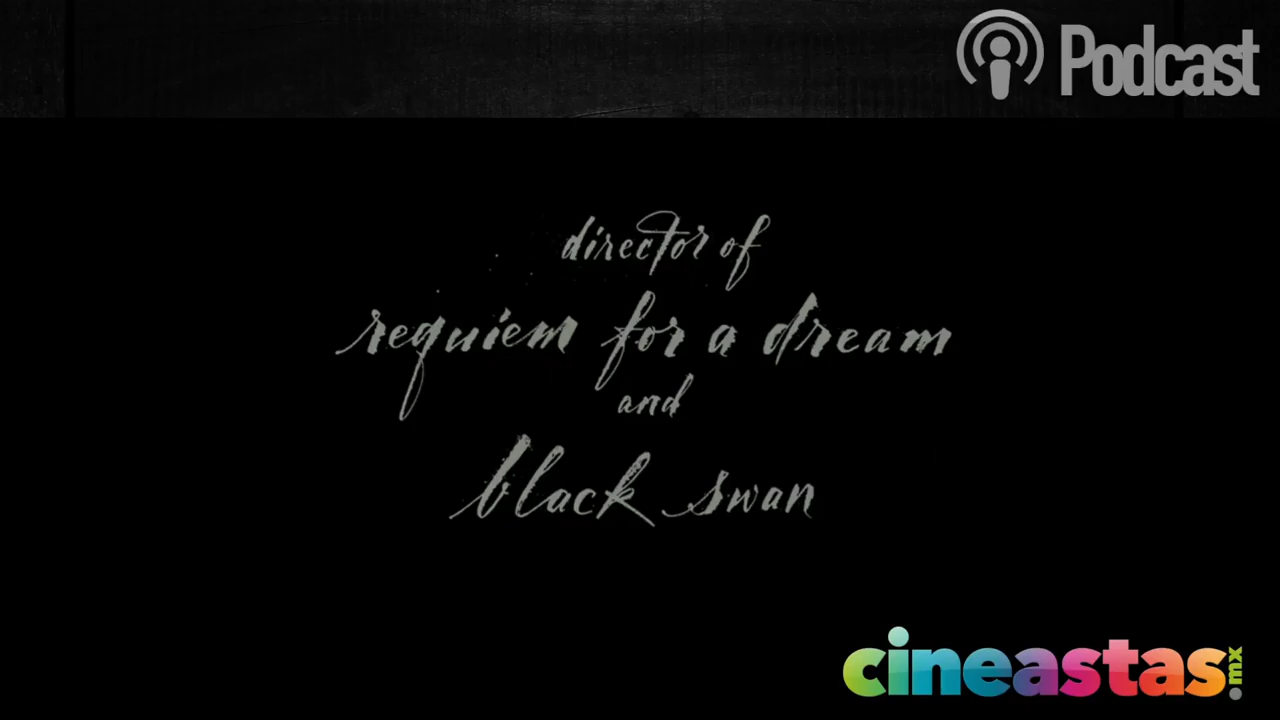 Podcast
director of
requiem for a dream
and
black swan
cineastas.mx